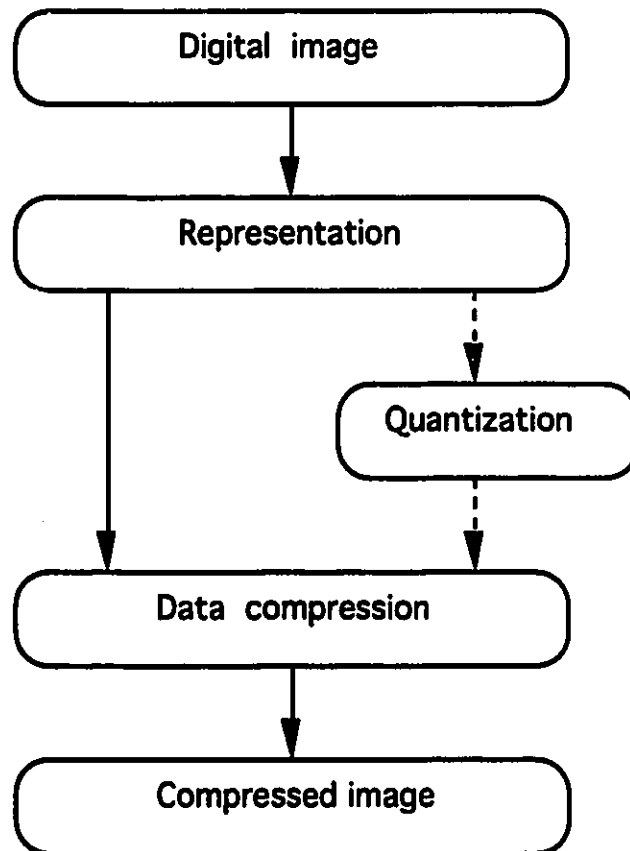 Digital image
Representation
Quantization
Data compression
Compressed image